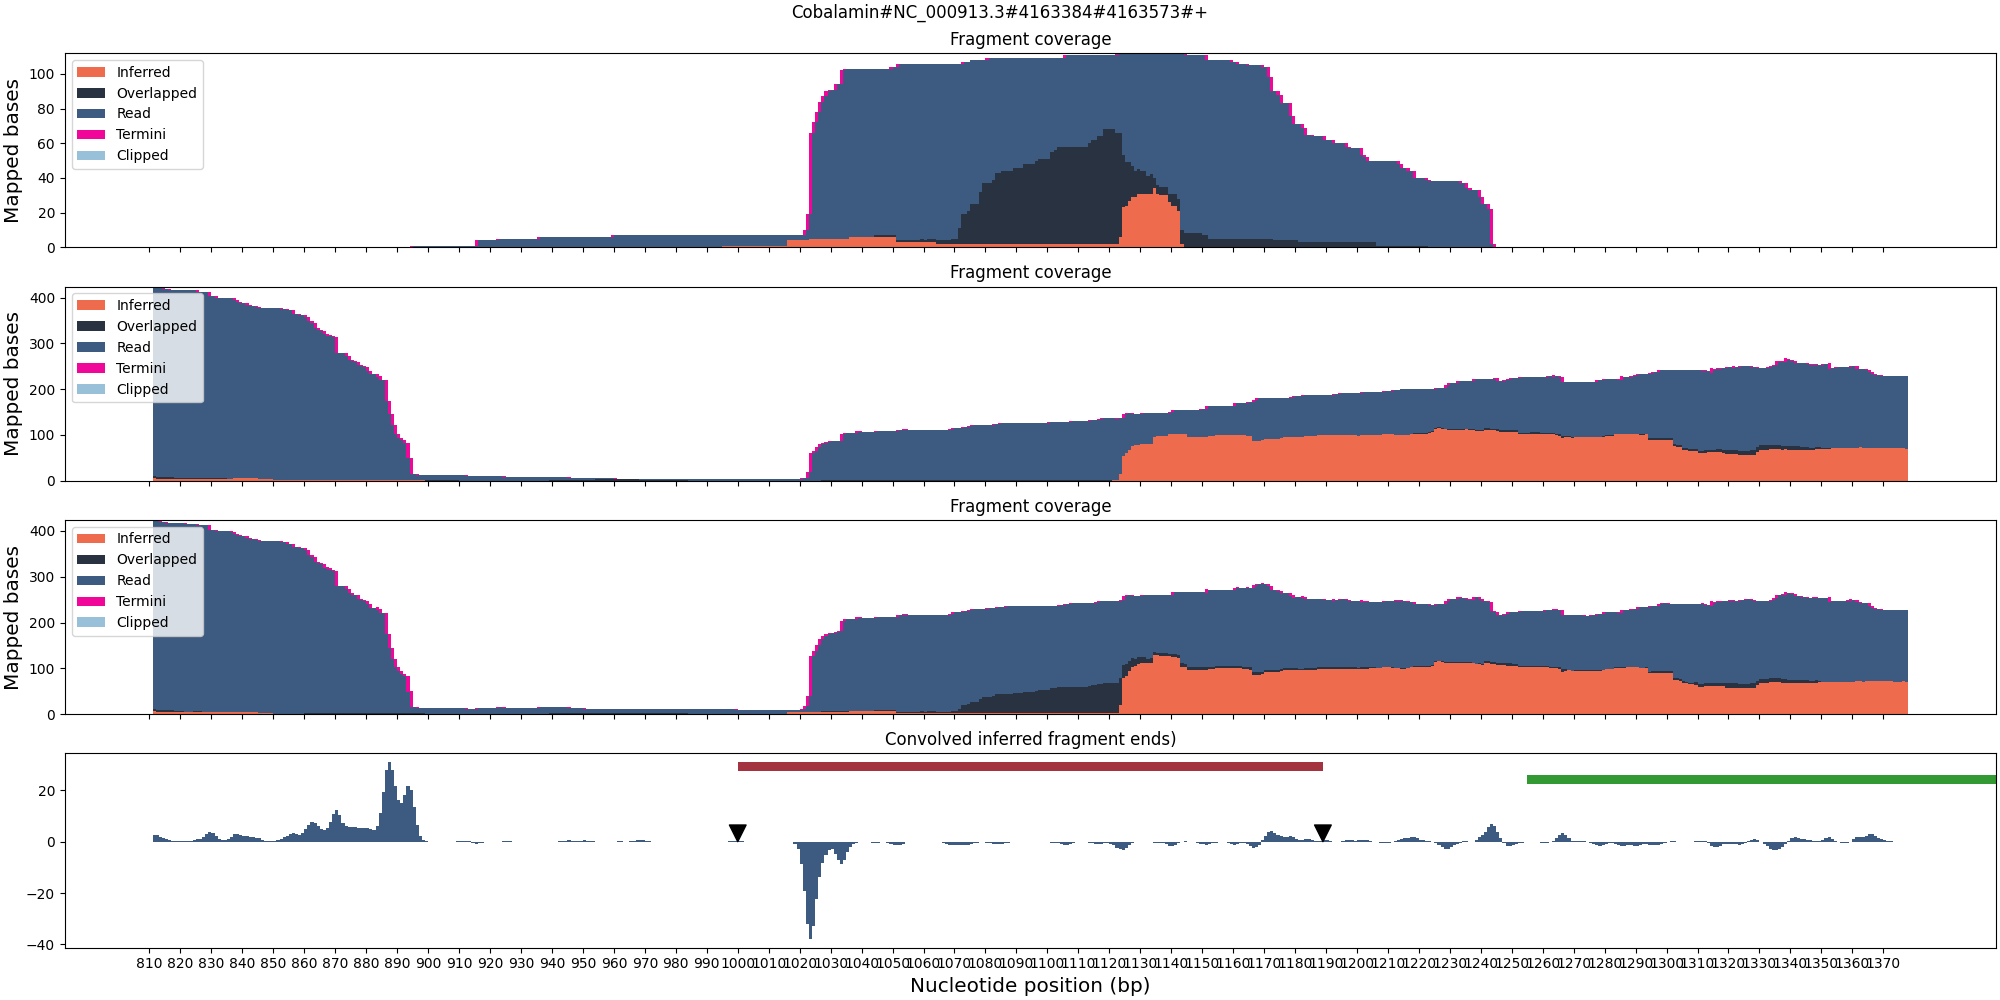 Cobalamin#NC_000913.3#4163384#4163573#+
Fragment coverage
Mapped bases
100
80
60
40
20
0
Inferred
Overlapped
Read
Termini
Clipped
Fragment coverage
Mapped bases
400
300
200
100
0
Inferred
Overlapped
Read
Termini
Clipped
Fragment coverage
Mapped bases
400
300
200
100
0
Inferred
Overlapped
Read
Termini
Clipped
Convolved inferred fragment ends)
20
0
−20
−40
810 820 830 840 850 860 870 880 890 900 910 920 930 940 950 960 970 980 990 1000 1010 1020 1030 1040 1050 1060 1070 1080 1090 1100 1110 1120 1130 1140 1150 1160 1170 1180 1190 1200 1210 1220 1230 1240 1250 1260 1270 1280 1290 1300 1310 1320 1330 1340 1350 1360 1370
Nucleotide position (bp)